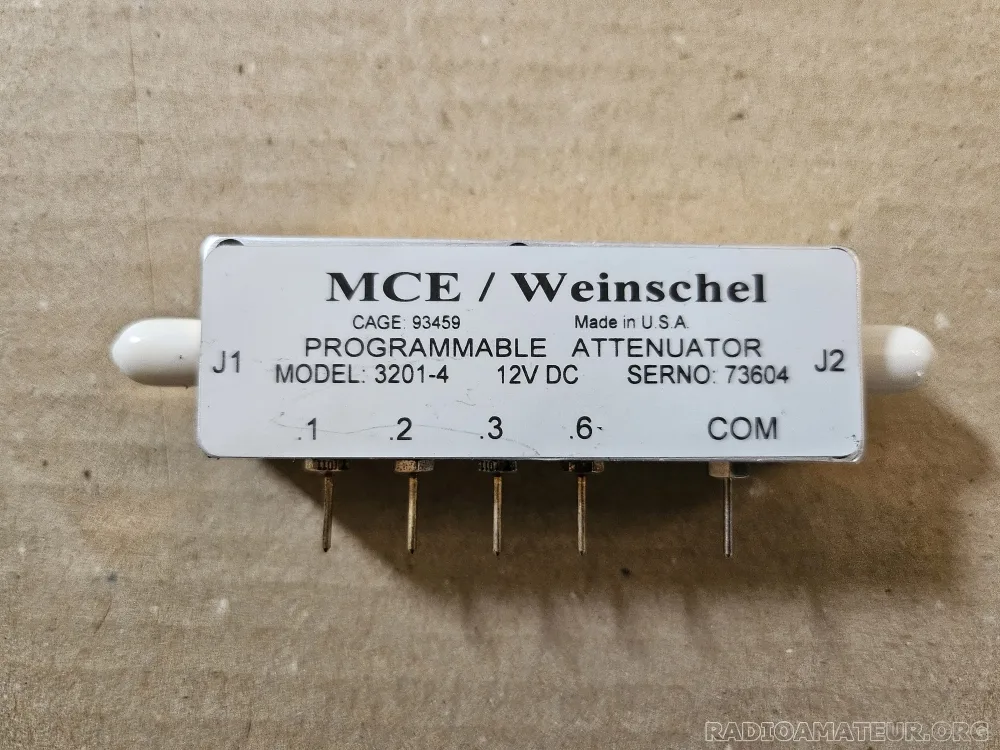 MCE / Weinschel
CAGE: 93459 Made in U.S.A.
PROGRAMMABLE ATTENUATOR
J1 MODEL: 3201-4 12V DC SERNO: 73604 J2
.1 .2 .3 .6 COM
RADIOAMATEUR.ORG